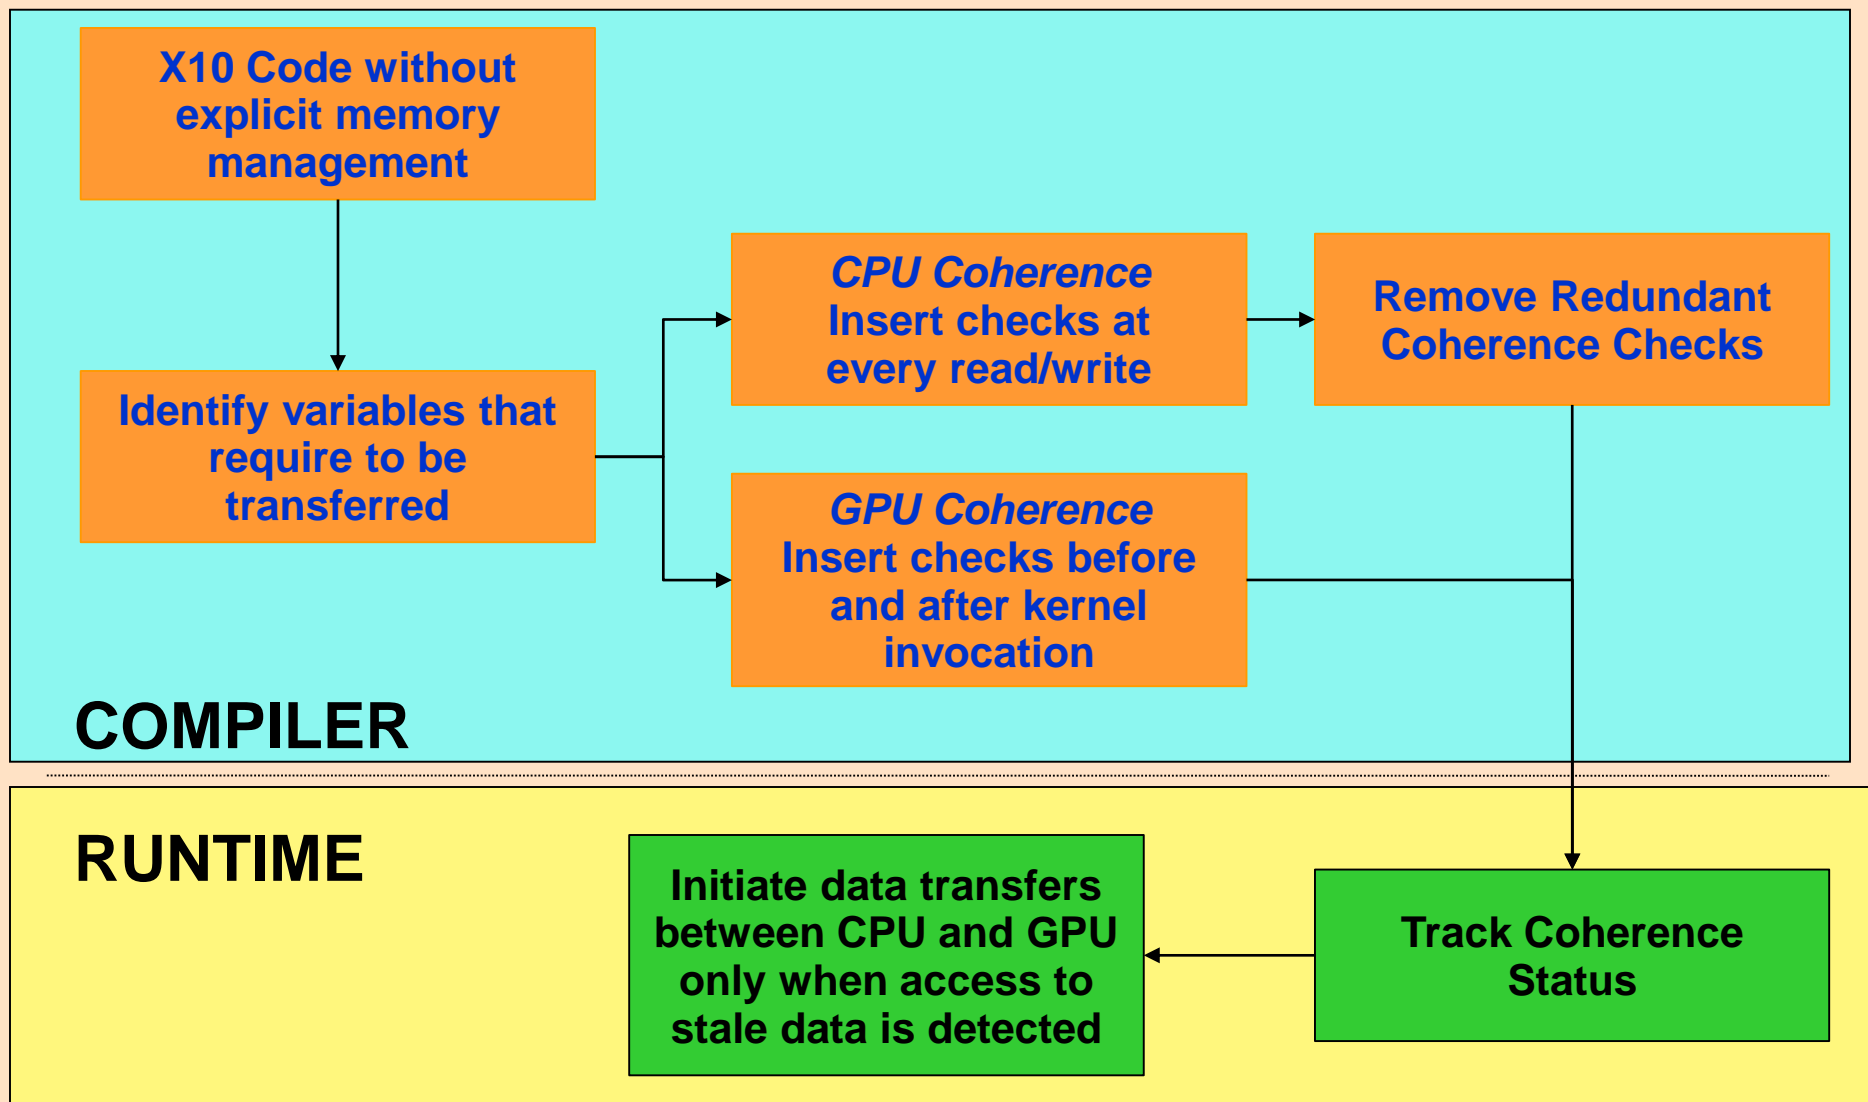 X10 Code without
explicit memory
management
Identify variables that
require to be
transferred
CPU Coherence
Insert checks at
every read/write
Remove Redundant
Coherence Checks
GPU Coherence
Insert checks before
and after kernel
invocation
COMPILER
RUNTIME
Initiate data transfers
between CPU and GPU
only when access to
stale data is detected
Track Coherence
Status